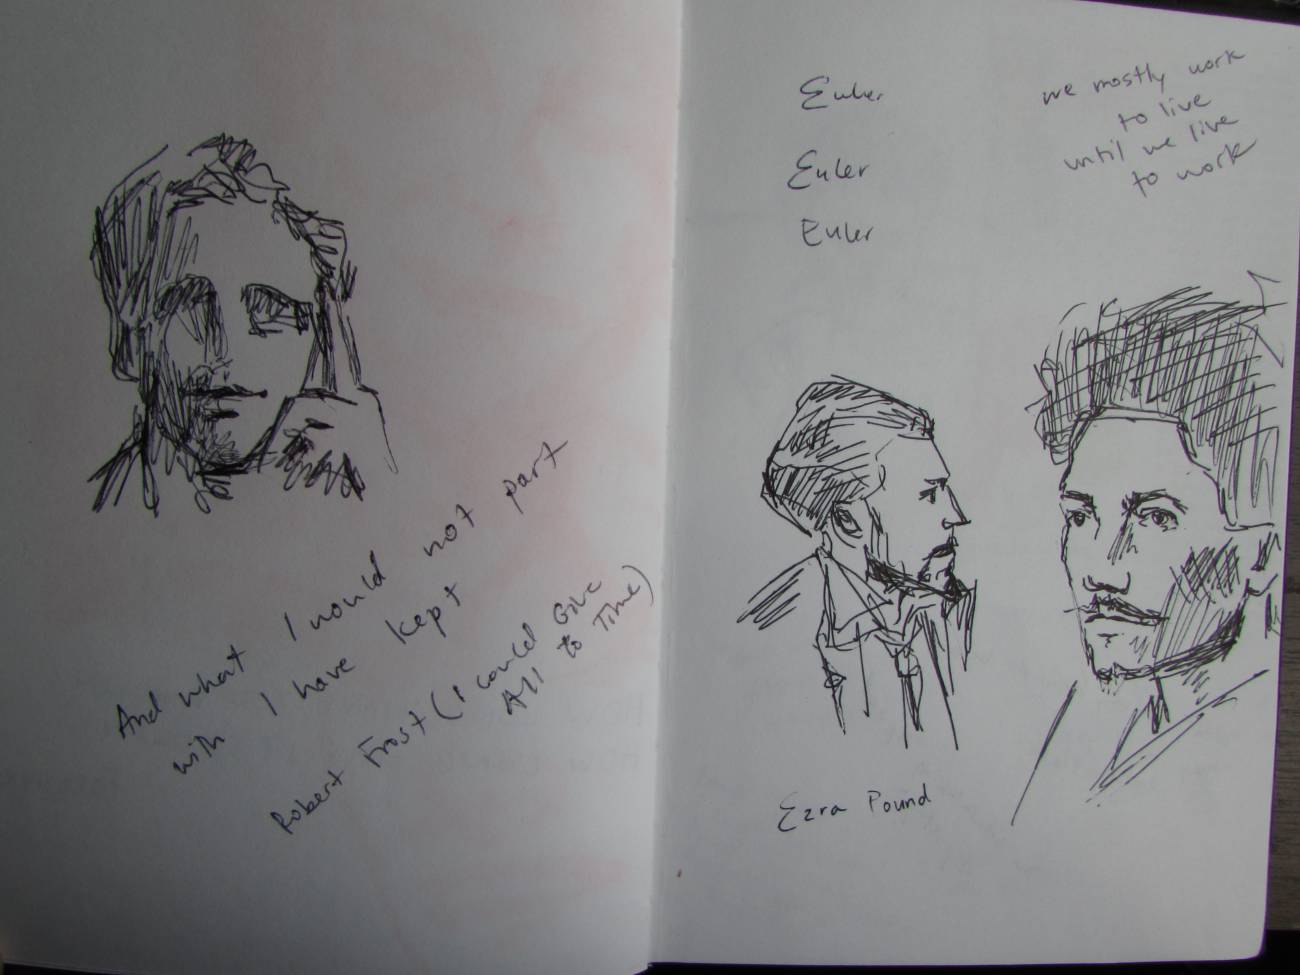 And what I would not part
with I have kept
Robert Frost (I could Give
All to Time)
Euler
Euler
Euler
we mostly work
to live
until we live
to work
Ezra Pound